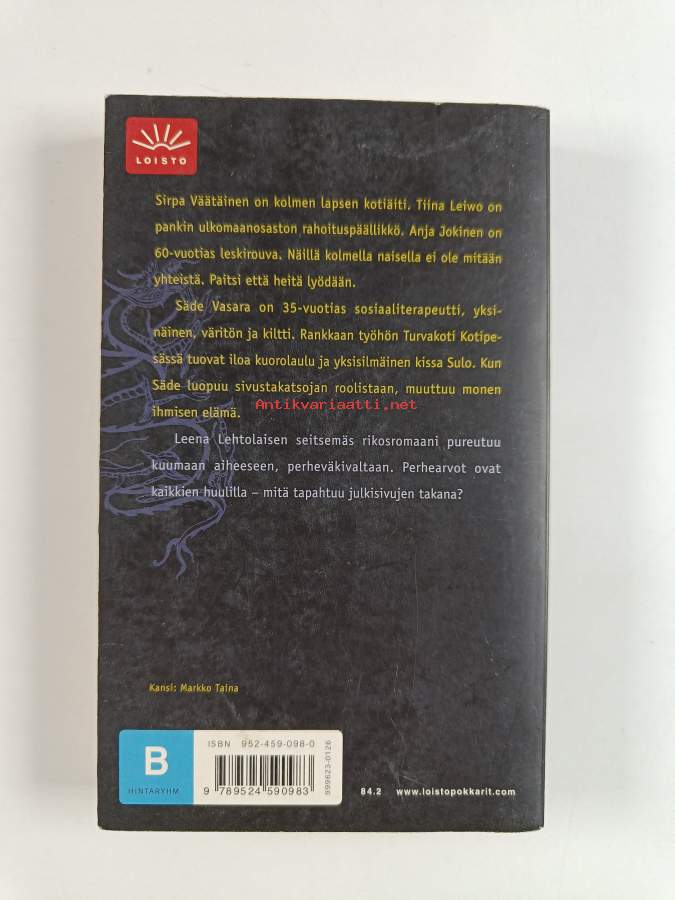 LOISTO
Sirpa Väätäinen on kolmen lapsen kotiäiti. Tiina Leiwo on
pankin ulkomaanosaston rahoituspäällikkö. Anja Jokinen on
60-vuotias leskirouva. Näillä kolmella naisella ei ole mitään
yhteistä. Paitsi että heitä lyödään.
Säde Vasara on 35-vuotias sosiaaliterapeutti, yksi-
näinen, väritön ja kiltti. Rankkaan työhön Turvakoti Kotipe-
sässä tuovat iloa kuorolaulu ja yksisilmäinen kissa Sulo. Kun
Säde luopuu sivustakatsojan roolistaan, muuttuu monen
ihmisen elämä.
Antikvariaatti.net
Leena Lehtolaisen seitsemäs rikosromaani pureutuu
kuumaan aiheeseen, perheväkivaltaan. Perhearvot ovat
kaikkien huulilla – mitä tapahtuu julkisivujen takana?
Kansi: Markko Taina
B
HINTARYHM.
ISBN 952-459-098-0
9 789524 590983
899623-0126
84.2 www.loistopokkarit.com